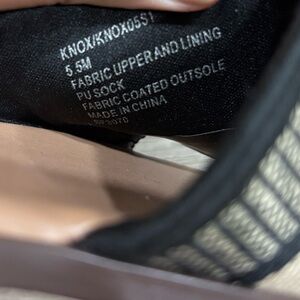 KNOX/KNOX05S1
5.5M
FABRIC UPPER AND LINING
PU SOCK
FABRIC COATED OUTSOLE
MADE IN CHINA